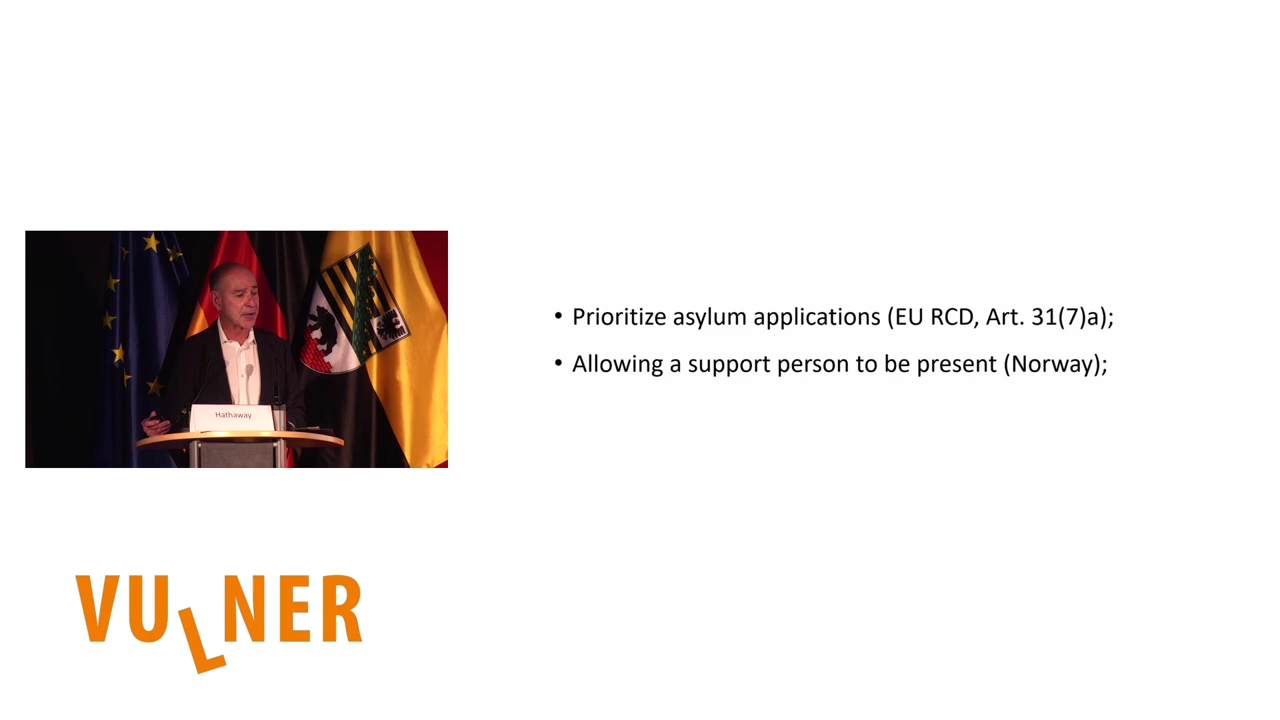 Hathaway
• Prioritize asylum applications (EU RCD, Art. 31(7)a);
• Allowing a support person to be present (Norway);
VULNER